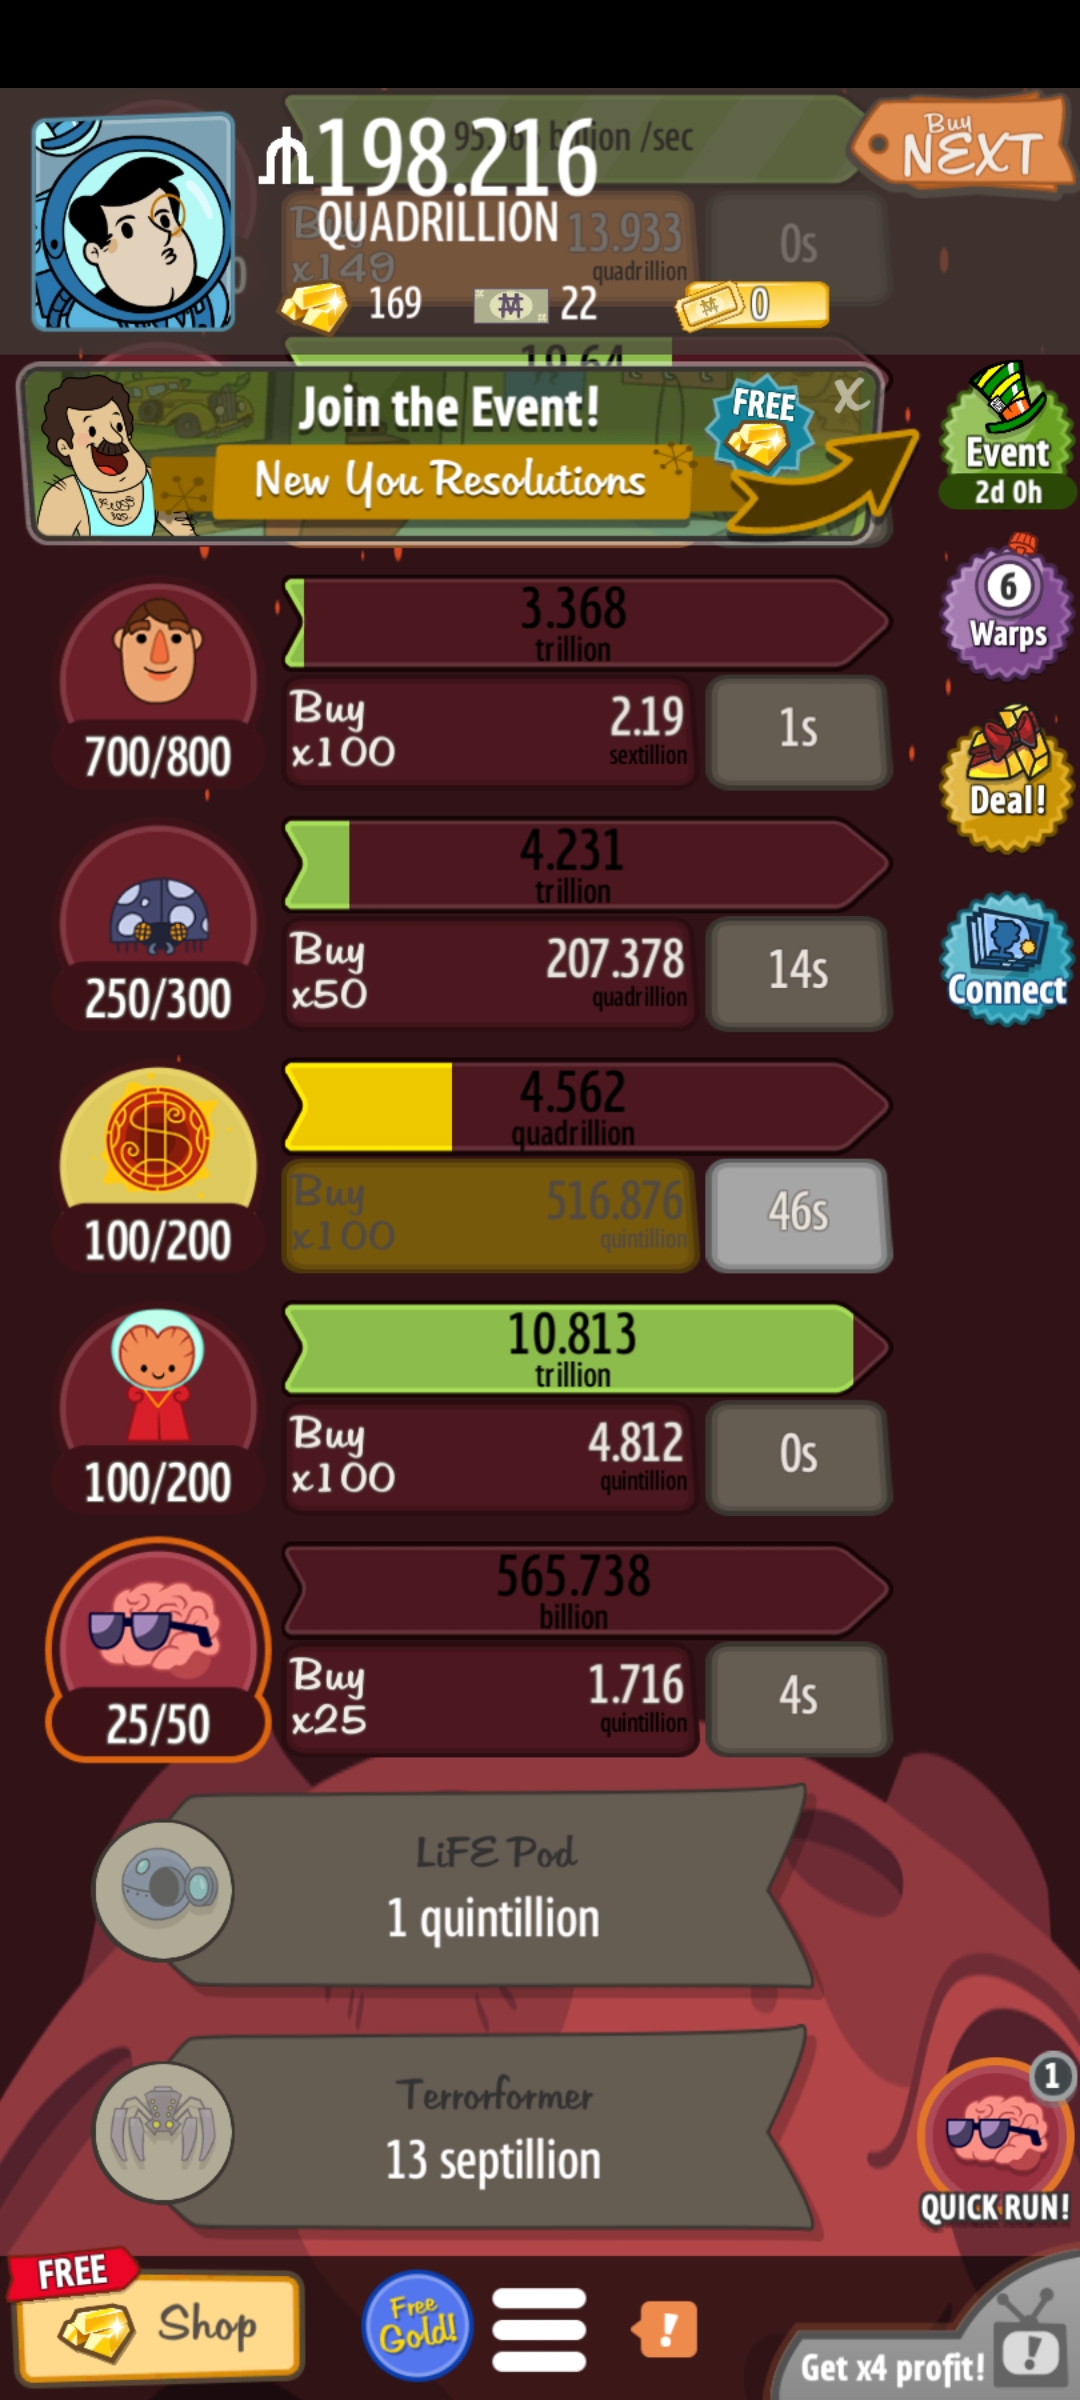 198.216
QUADRILLION
billion /sec
Buy
NEXT
Buy
x149
13.933
quadrillion
0s
169
22
0
19.64
Join the Event!
New You Resolutions
FREE
X
Event
2d 0h
3.368
trillion
Buy
x100
2.19
sextillion
1s
700/800
6
Warps
4.231
trillion
Buy
x50
207.378
quadrillion
14s
250/300
Deal!
Connect
4.562
quadrillion
Buy
x100
516.876
quintillion
46s
100/200
10.813
trillion
Buy
x100
4.812
quintillion
0s
100/200
565.738
billion
Buy
x25
1.716
quintillion
4s
25/50
LiFE Pod
1 quintillion
Terrorformer
13 septillion
1
QUICK RUN!
FREE
Shop
Free
Gold!
!
Get x4 profit!
!